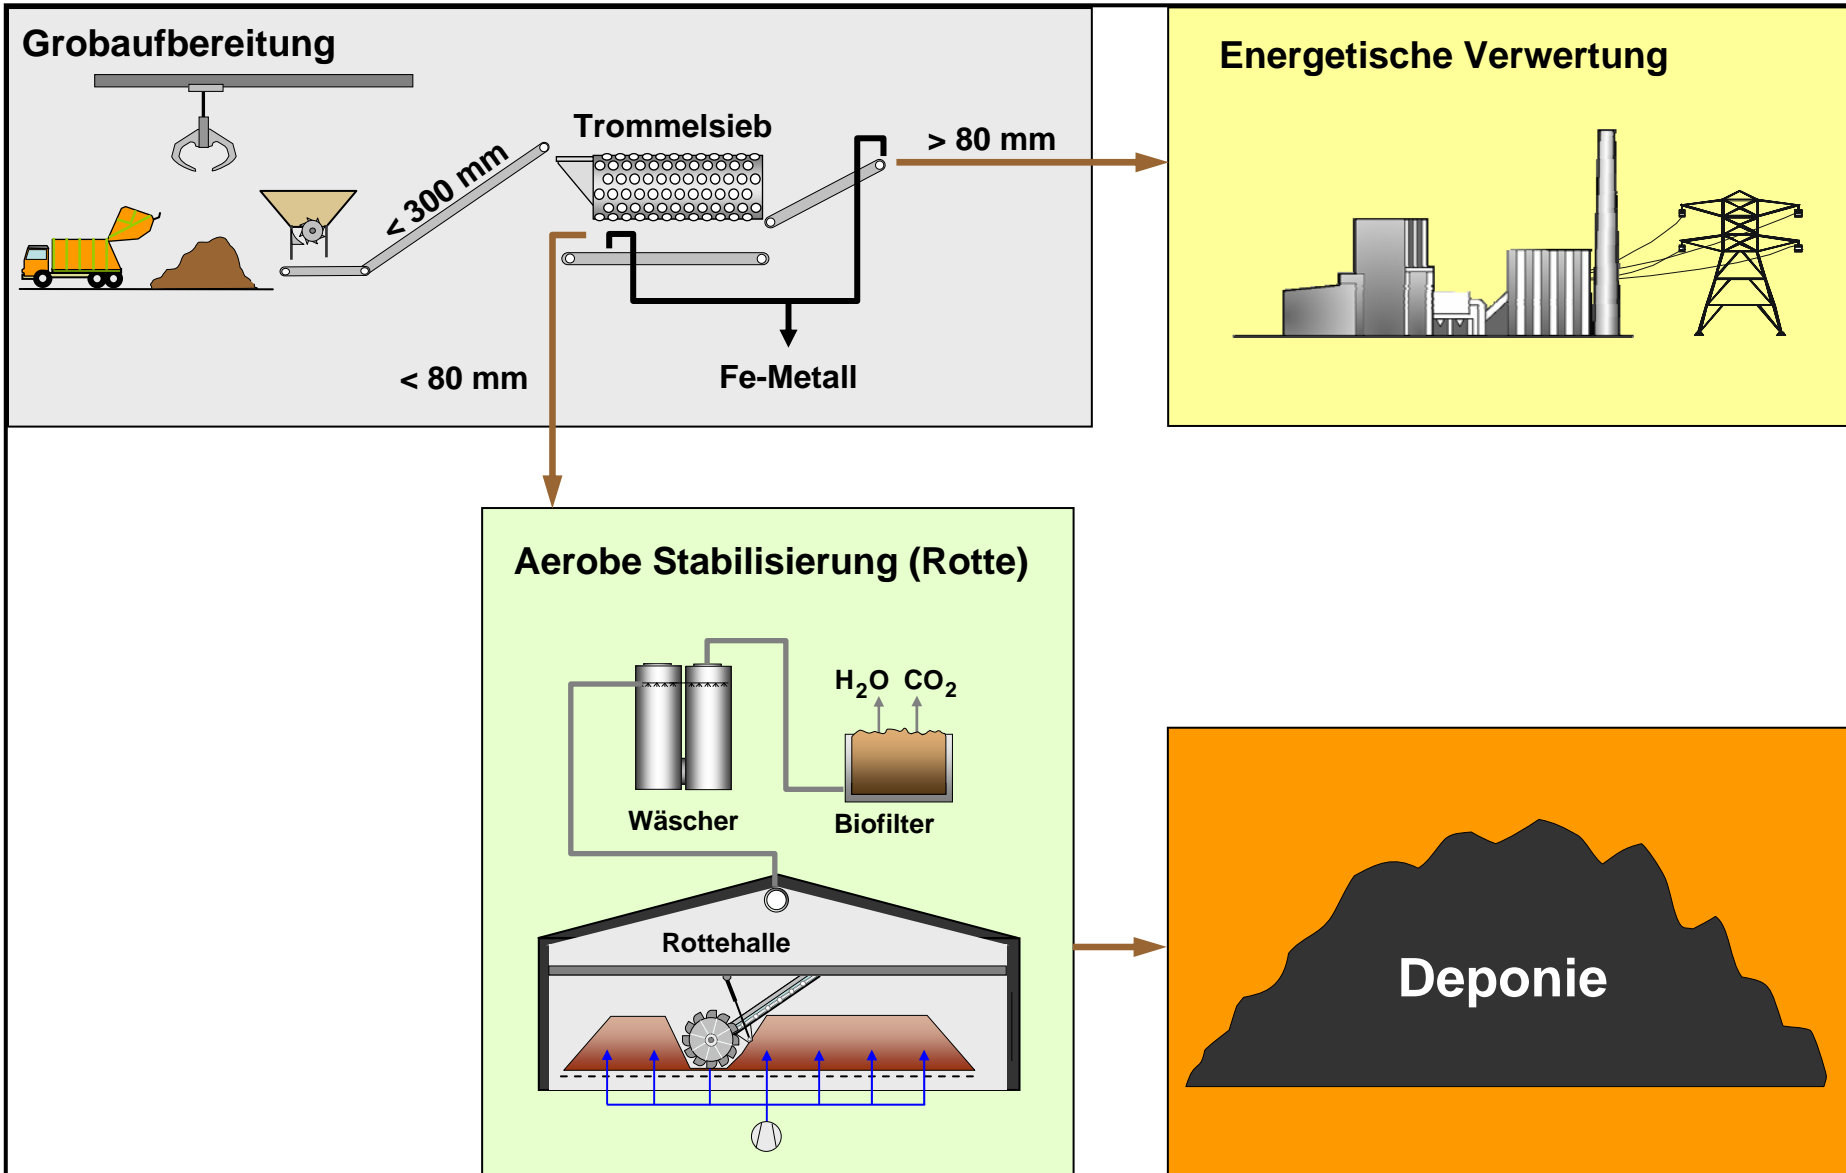 Grobaufbereitung
Energetische Verwertung
Trommelsieb
> 80 mm
< 300 mm
< 80 mm
Fe-Metall
Aerobe Stabilisierung (Rotte)
H₂O CO₂
Wäscher
Biofilter
Rottehalle
Deponie